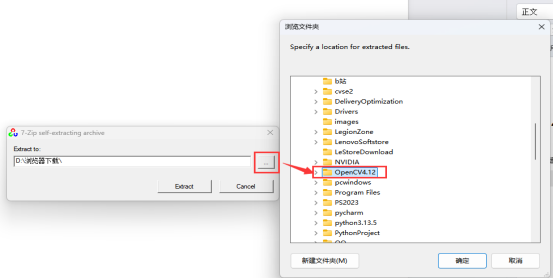 正文
浏览文件夹
Specify a location for extracted files.
b站
cvse2
DeliveryOptimization
Drivers
images
LegionZone
LenovoSoftstore
LeStoreDownload
NVIDIA
OpenCV4.12
pcwindows
Program Files
PS2023
pycharm
python3.13.5
PythonProject
新建文件夹(M)
确定
取消
7-Zip self-extracting archive
Extract to:
D:\浏览器下载\
...
Extract
Cancel